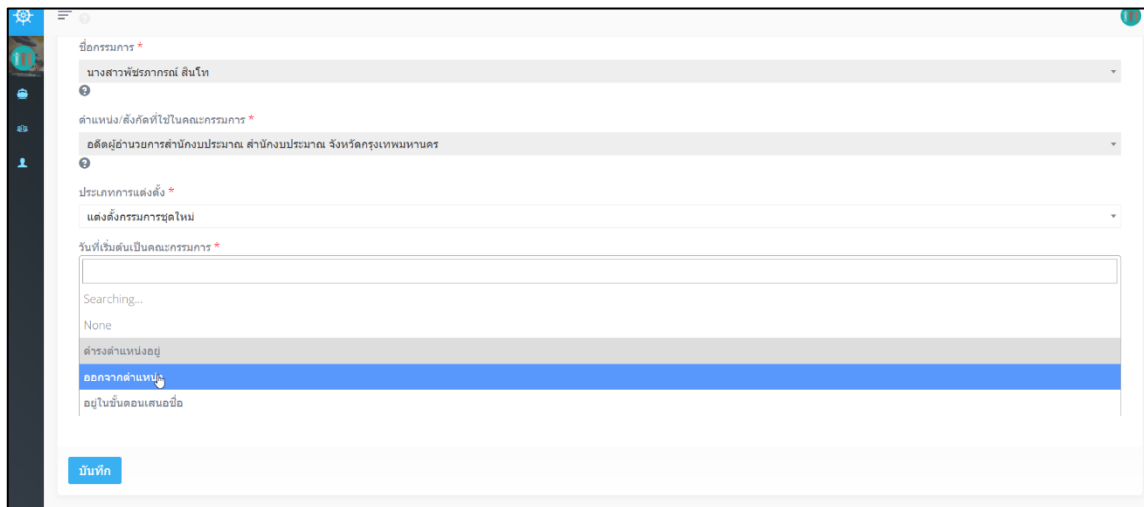 ชื่อกรรมการ *
นางสาวพัชรภากรณ์ สินโท
ตำแหน่ง/สังกัดที่ใช้ในคณะกรรมการ *
อดีตผู้อำนวยการสำนักงบประมาณ สำนักงบประมาณ จังหวัดกรุงเทพมหานคร
ประเภทการแต่งตั้ง *
แต่งตั้งกรรมการชุดใหม่
วันที่เริ่มต้นเป็นคณะกรรมการ *
Searching...
None
ดำรงตำแหน่งอยู่
ออกจากตำแหน่ง
อยู่ในขั้นตอนเสนอชื่อ
บันทึก